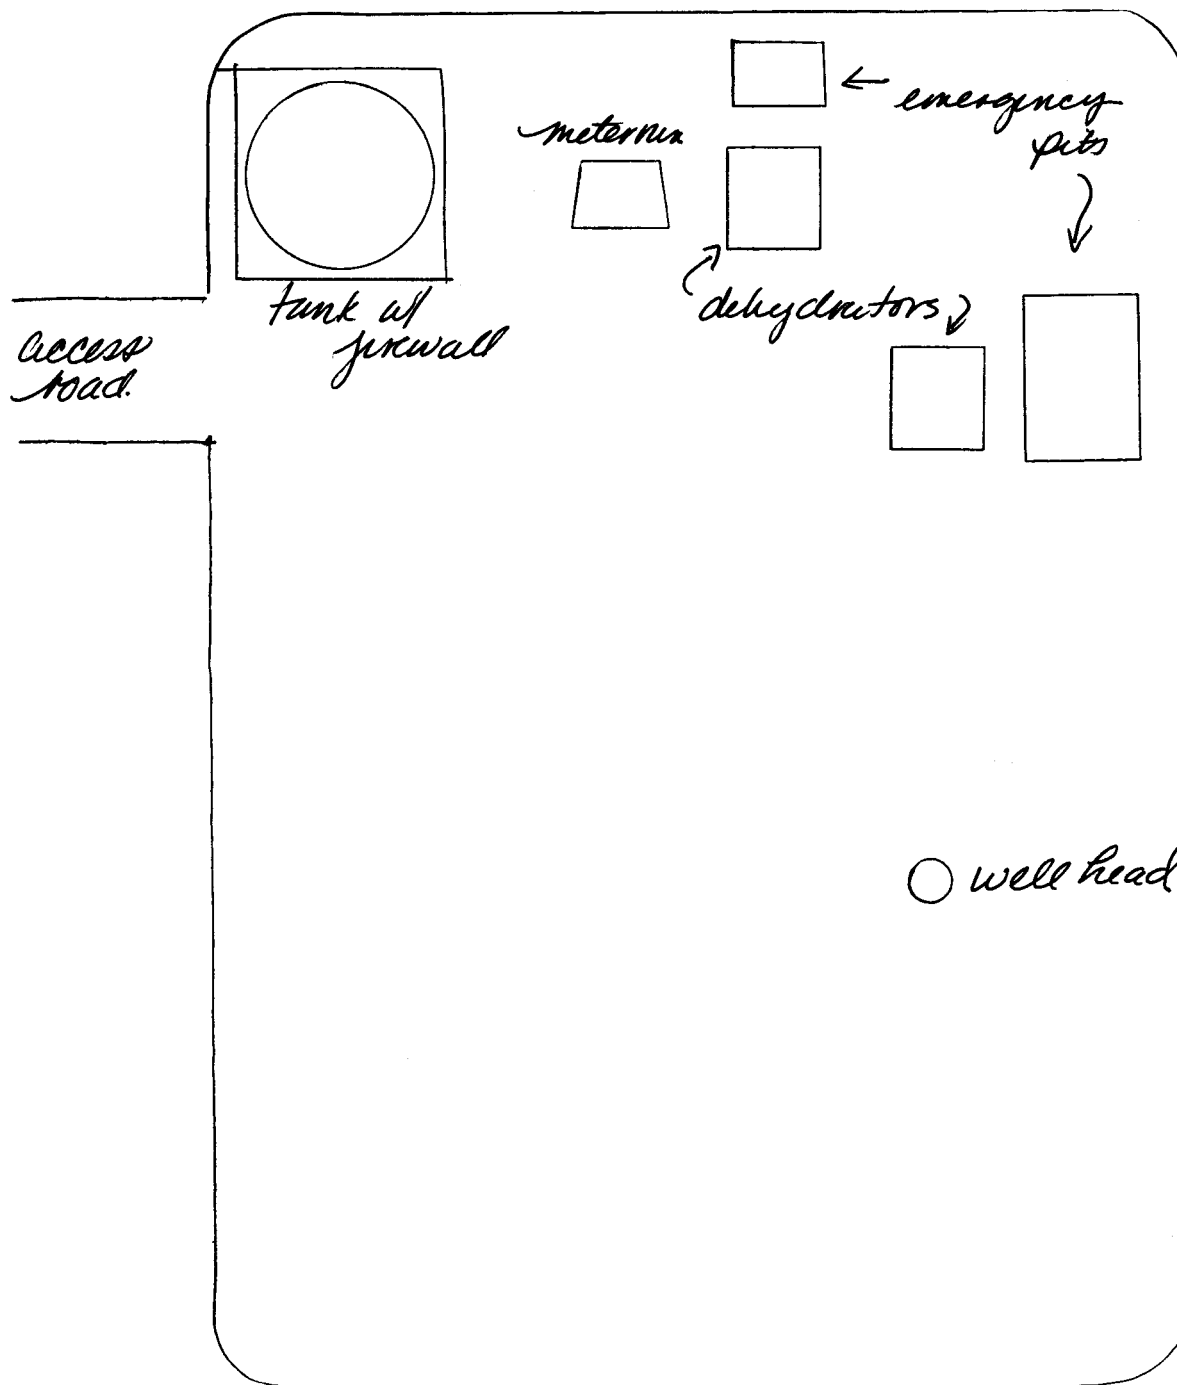 emergency
pits
meterrun
tank w/
firewall
dehydrators
access
road.
well head